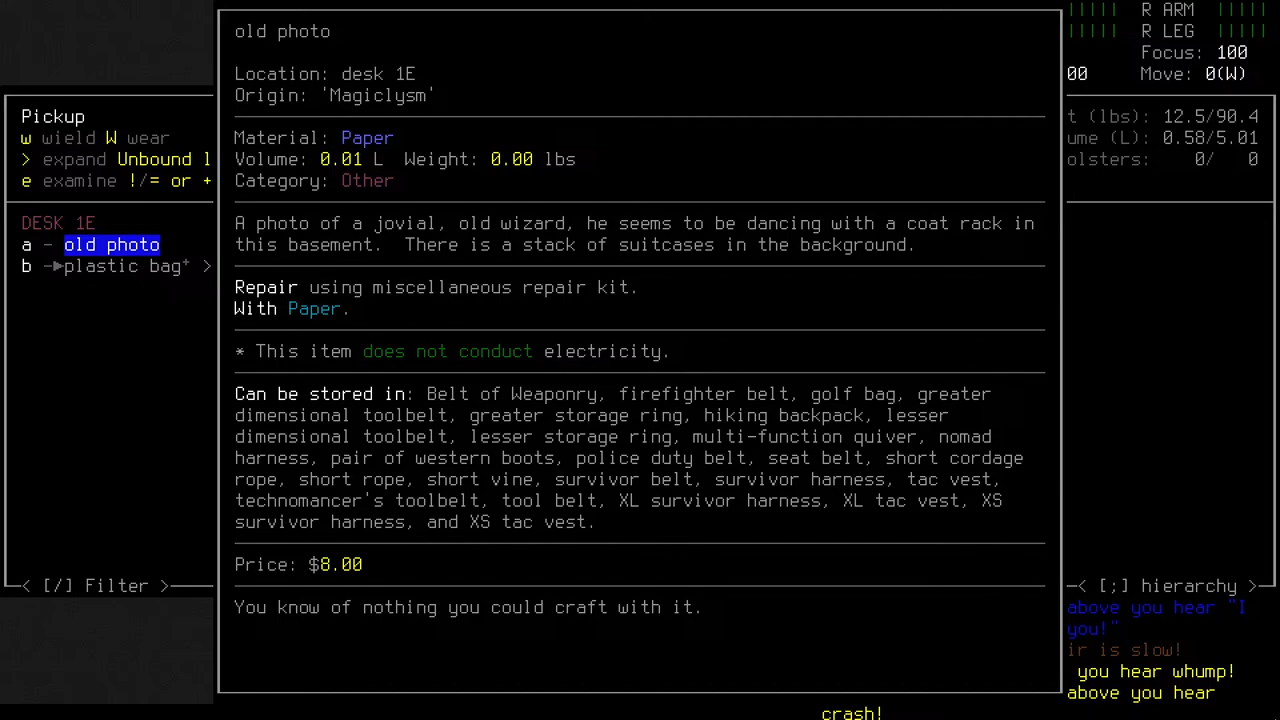 old photo
Location: desk 1E
Origin: 'Magiclysm'
Material: Paper
Volume: 0.01 L  Weight: 0.00 lbs
Category: Other
A photo of a jovial, old wizard, he seems to be dancing with a coat rack in
this basement.  There is a stack of suitcases in the background.
Repair using miscellaneous repair kit.
With Paper.
* This item does not conduct electricity.
Can be stored in: Belt of Weaponry, firefighter belt, golf bag, greater
dimensional toolbelt, greater storage ring, hiking backpack, lesser
dimensional toolbelt, lesser storage ring, multi-function quiver, nomad
harness, pair of western boots, police duty belt, seat belt, short cordage
rope, short rope, short vine, survivor belt, survivor harness, tac vest,
technomancer's toolbelt, tool belt, XL survivor harness, XL tac vest, XS
survivor harness, and XS tac vest.
Price: $8.00
You know of nothing you could craft with it.
Pickup
w wield W wear
> expand Unbound l
e examine !/= or +
DESK 1E
a - old photo
b -►plastic bag⁺ >
< [/] Filter >
||||| R ARM |||||
||||| R LEG |||||
Focus: 100
00 Move: 0(W)
t (lbs): 12.5/90.4
ume (L): 0.58/5.01
olsters: 0/ 0
< [;] hierarchy >
above you hear "I
you!"
ir is slow!
you hear whump!
above you hear
crash!